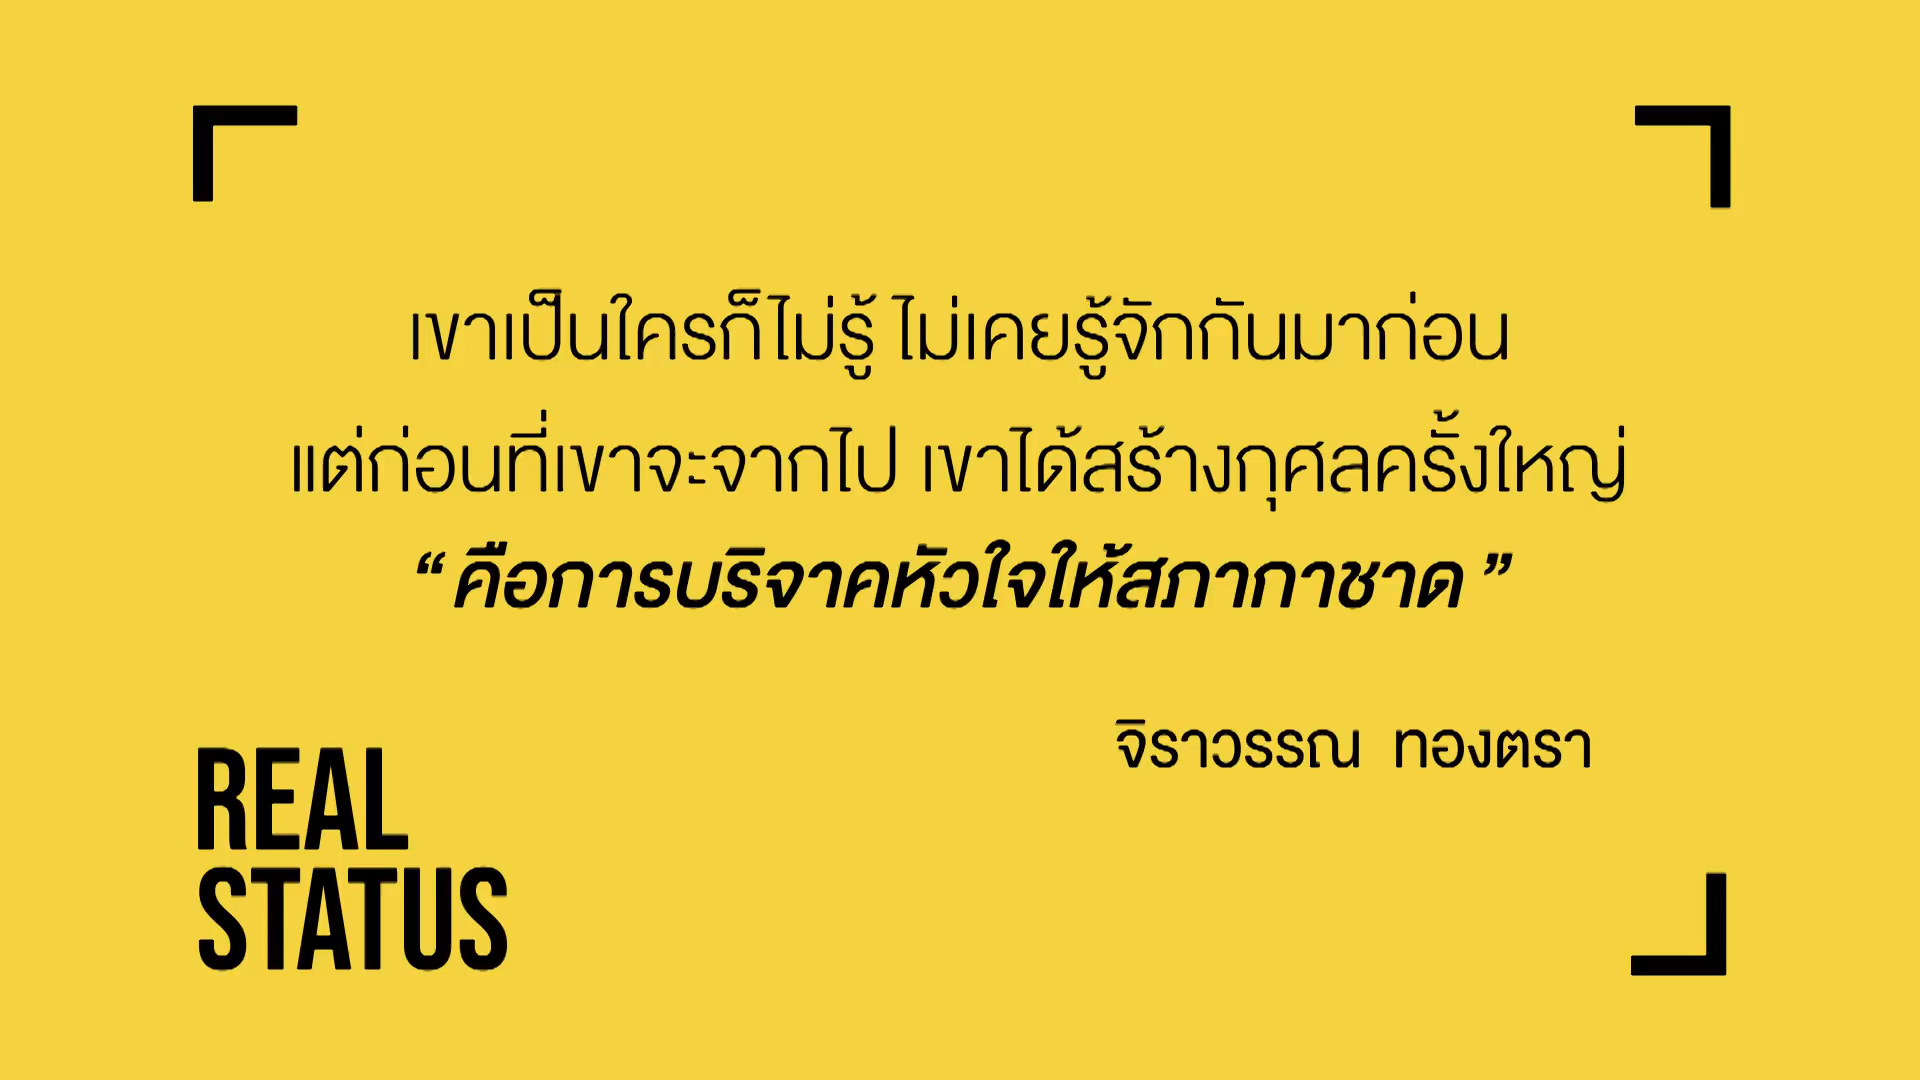 เขาเป็นใครก็ไม่รู้ ไม่เคยรู้จักกันมาก่อน
แต่ก่อนที่เขาจะจากไป เขาได้สร้างกุศลครั้งใหญ่
“ คือการบริจาคหัวใจให้สภากาชาด ”
จิราวรรณ ทองตรา
REAL
STATUS